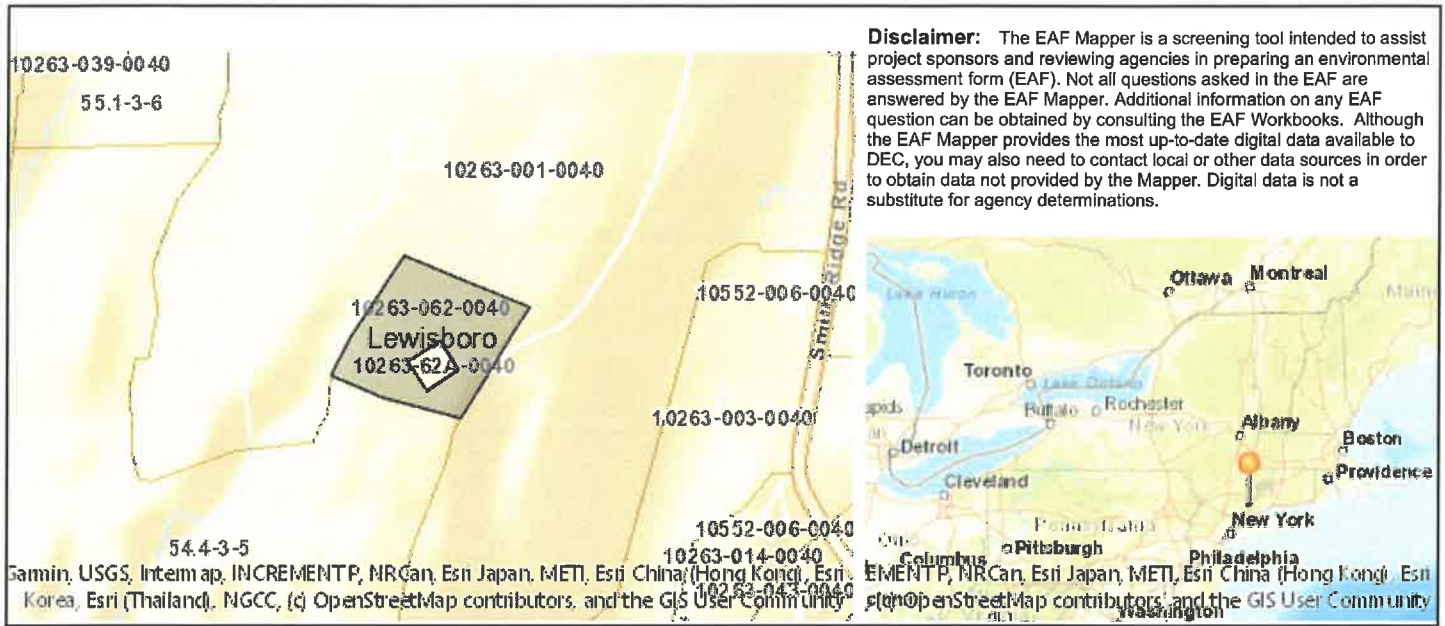 10263-039-0040
55.1-3-6
10263-001-0040
10263-062-0040
Lewisboro
10263-62A-0040
10552-006-0040
Smith Ridge Rd
10263-003-0040
10552-006-0040
10263-014-0040
10263-043-0040
54.4-3-5
Garmin, USGS, Intermap, INCREMENT P, NRCan, Esri Japan, METI, Esri China (Hong Kong), Esri
Korea, Esri (Thailand), NGCC, (c) OpenStreetMap contributors, and the GIS User Community
Disclaimer: The EAF Mapper is a screening tool intended to assist
project sponsors and reviewing agencies in preparing an environmental
assessment form (EAF). Not all questions asked in the EAF are
answered by the EAF Mapper. Additional information on any EAF
question can be obtained by consulting the EAF Workbooks. Although
the EAF Mapper provides the most up-to-date digital data available to
DEC, you may also need to contact local or other data sources in order
to obtain data not provided by the Mapper. Digital data is not a
substitute for agency determinations.
Ottawa
Montreal
Lake Huron
Toronto
Lake Ontario
Buffalo
Rochester
New York
Albany
Boston
Providence
apids
Detroit
Cleveland
New York
Pennsylvania
Pittsburgh
Columbus
Philadelphia
EMENT P, NRCan, Esri Japan, METI, Esri China (Hong Kong), Esri
OpenStreetMap contributors, and the GIS User Community
Washington